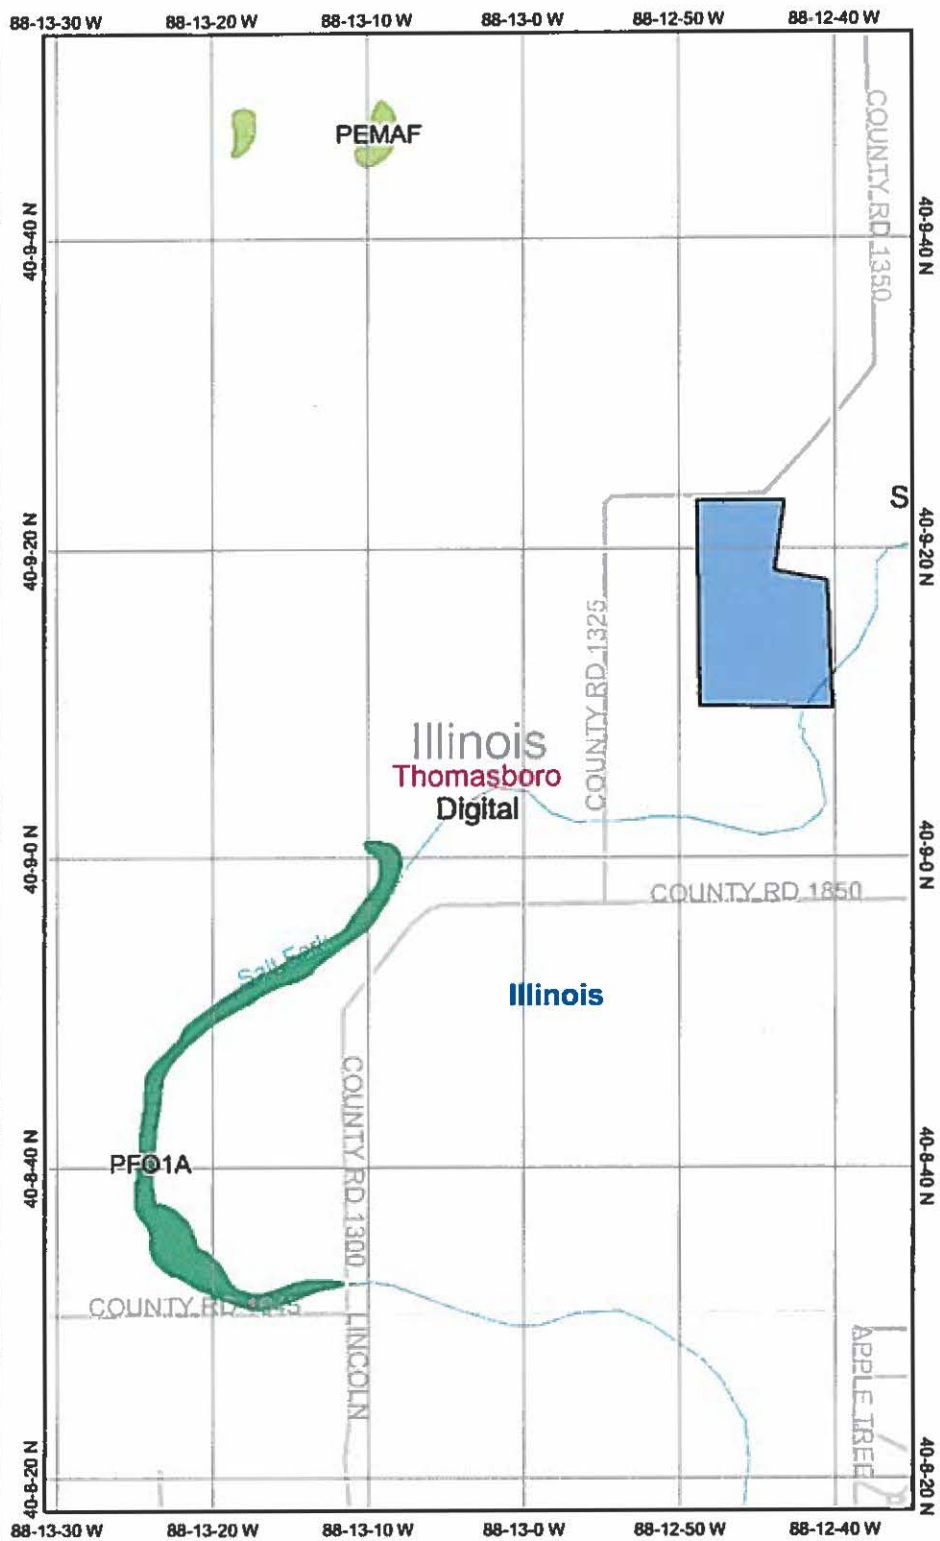 88-13-30 W 88-13-20 W 88-13-10 W 88-13-0 W 88-12-50 W 88-12-40 W
PEMAF
COUNTY RD 1350
40-9-40 N
40-9-40 N
S
40-9-20 N
40-9-20 N
COUNTY RD 1325
Illinois
Thomasboro
Digital
40-9-0 N
40-9-0 N
COUNTY RD 1850
Salt Fork
Illinois
COUNTY RD 1300
PFO1A
40-8-40 N
40-8-40 N
COUNTY RD
LINCOLN
APPLE TREE
40-8-20 N
40-8-20 N
88-13-30 W 88-13-20 W 88-13-10 W 88-13-0 W 88-12-50 W 88-12-40 W